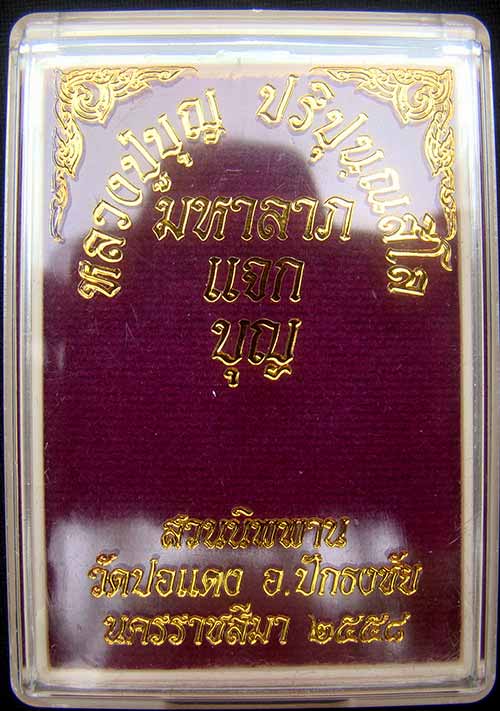 หลวงปู่บุญ ปริปุนฺณสีโล
มหาลาภ
แจก
บุญ
สวนนิพพาน
วัดปอแดง อ.ปักธงชัย
นครราชสีมา ๒๕๕๘